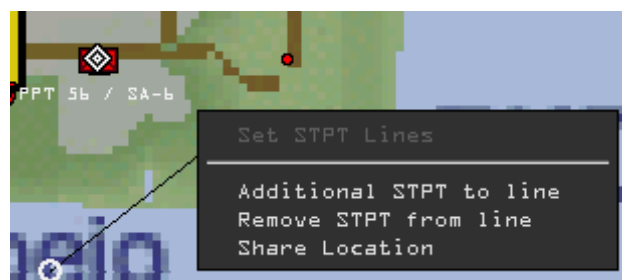 PPT 56 / SA-6
Set STPT Lines
Additional STPT to line
Remove STPT from line
Share Location